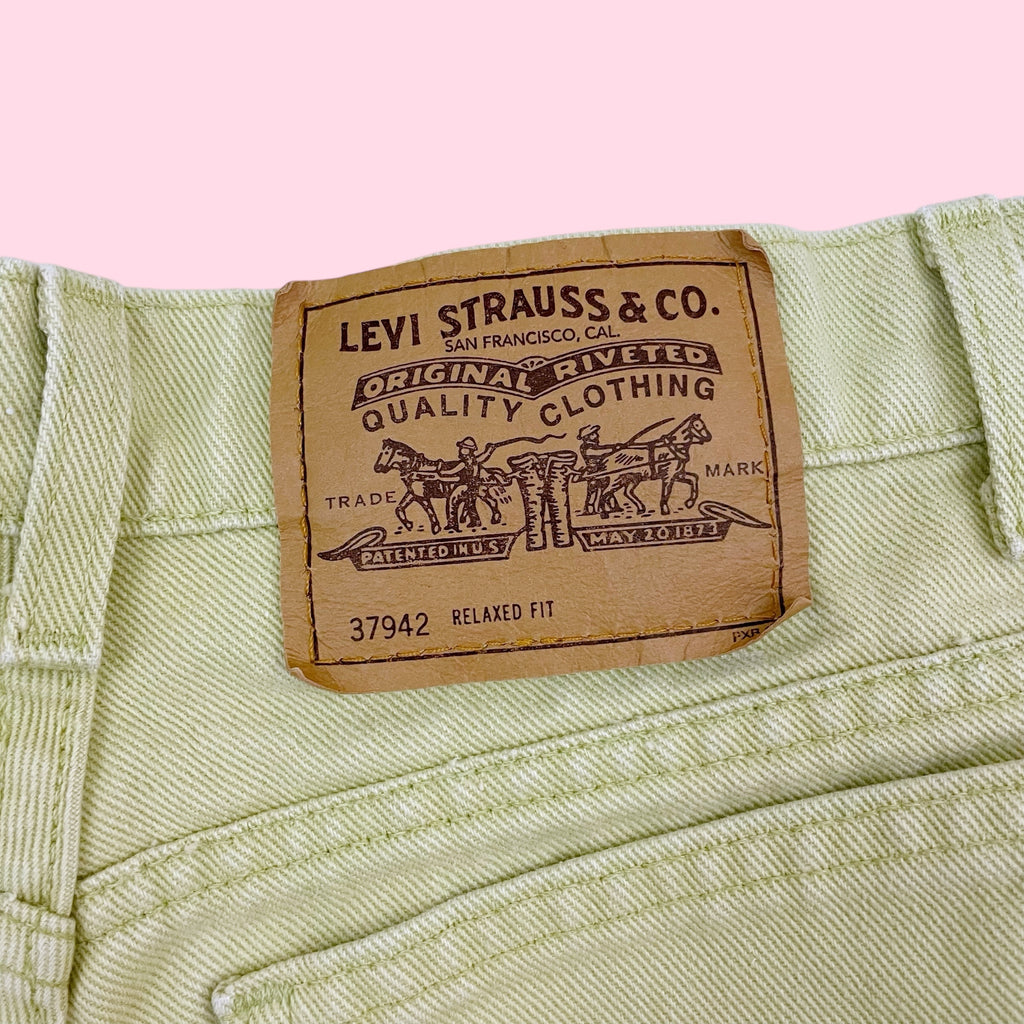 LEVI STRAUSS & CO.
SAN FRANCISCO, CAL.
ORIGINAL RIVETED
QUALITY CLOTHING
TRADE MARK
PATENTED IN U.S. MAY 20 1873
37942 RELAXED FIT
PXR